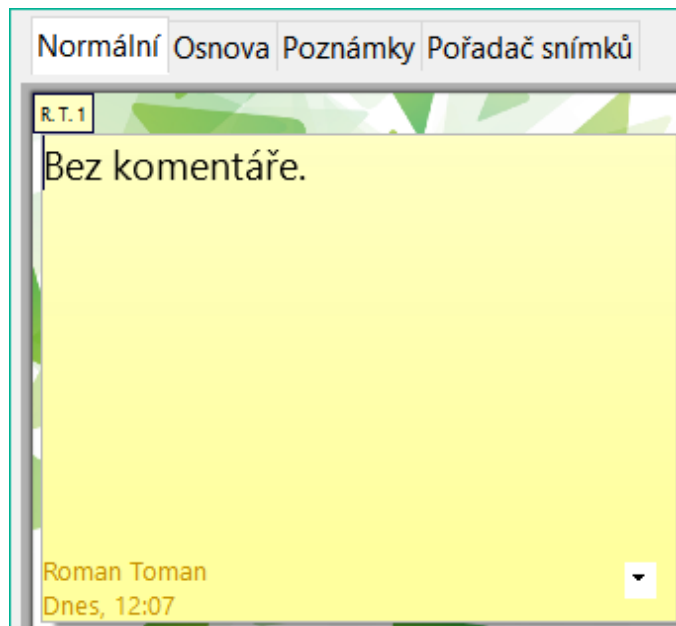 Normální Osnova Poznámky Pořadač snímků
R. T. 1
Bez komentáře.
Roman Toman
Dnes, 12:07